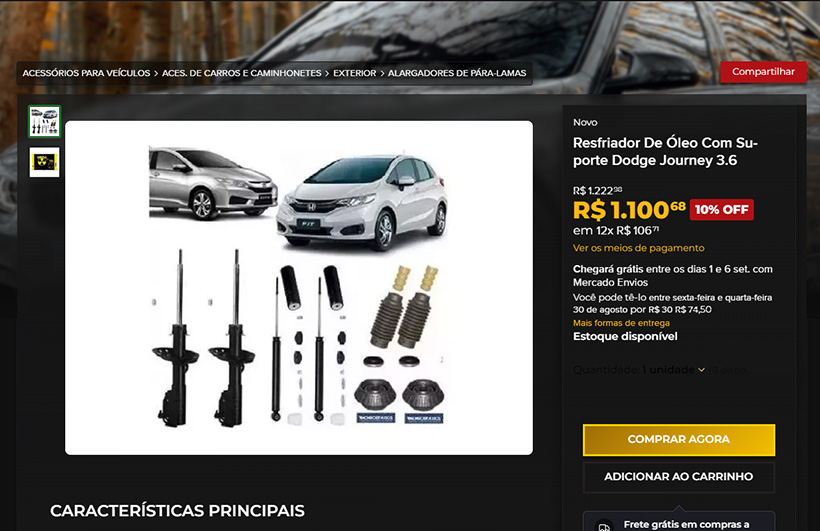 ACESSÓRIOS PARA VEÍCULOS > ACES. DE CARROS E CAMINHONETES > EXTERIOR > ALARGADORES DE PÁRA-LAMAS
Compartilhar
Novo
Resfriador De Óleo Com Su-
porte Dodge Journey 3.6
R$ 1.222 98
R$ 1.100 68 10% OFF
em 12x R$ 106 71
Ver os meios de pagamento
Chegará grátis entre os dias 1 e 6 set. com
Mercado Envios
Você pode tê-lo entre sexta-feira e quarta-feira
30 de agosto por R$ 30 R$ 74,50
Mais formas de entrega
Estoque disponível
Quantidade: 1 unidade
COMPRAR AGORA
ADICIONAR AO CARRINHO
Frete grátis em compras a
FIT
CARACTERÍSTICAS PRINCIPAIS